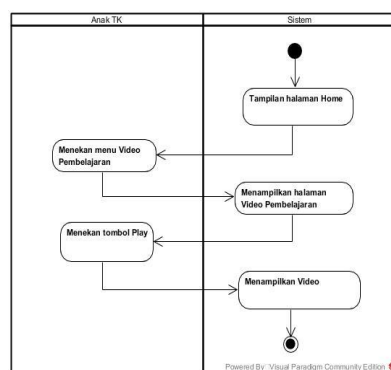 Anak TK
Sistem
Tampilan halaman Home
Menekan menu Video
Pembelajaran
Menampilkan halaman
Video Pembelajaran
Menekan tombol Play
Menampilkan Video
Powered By Visual Paradigm Community Edition